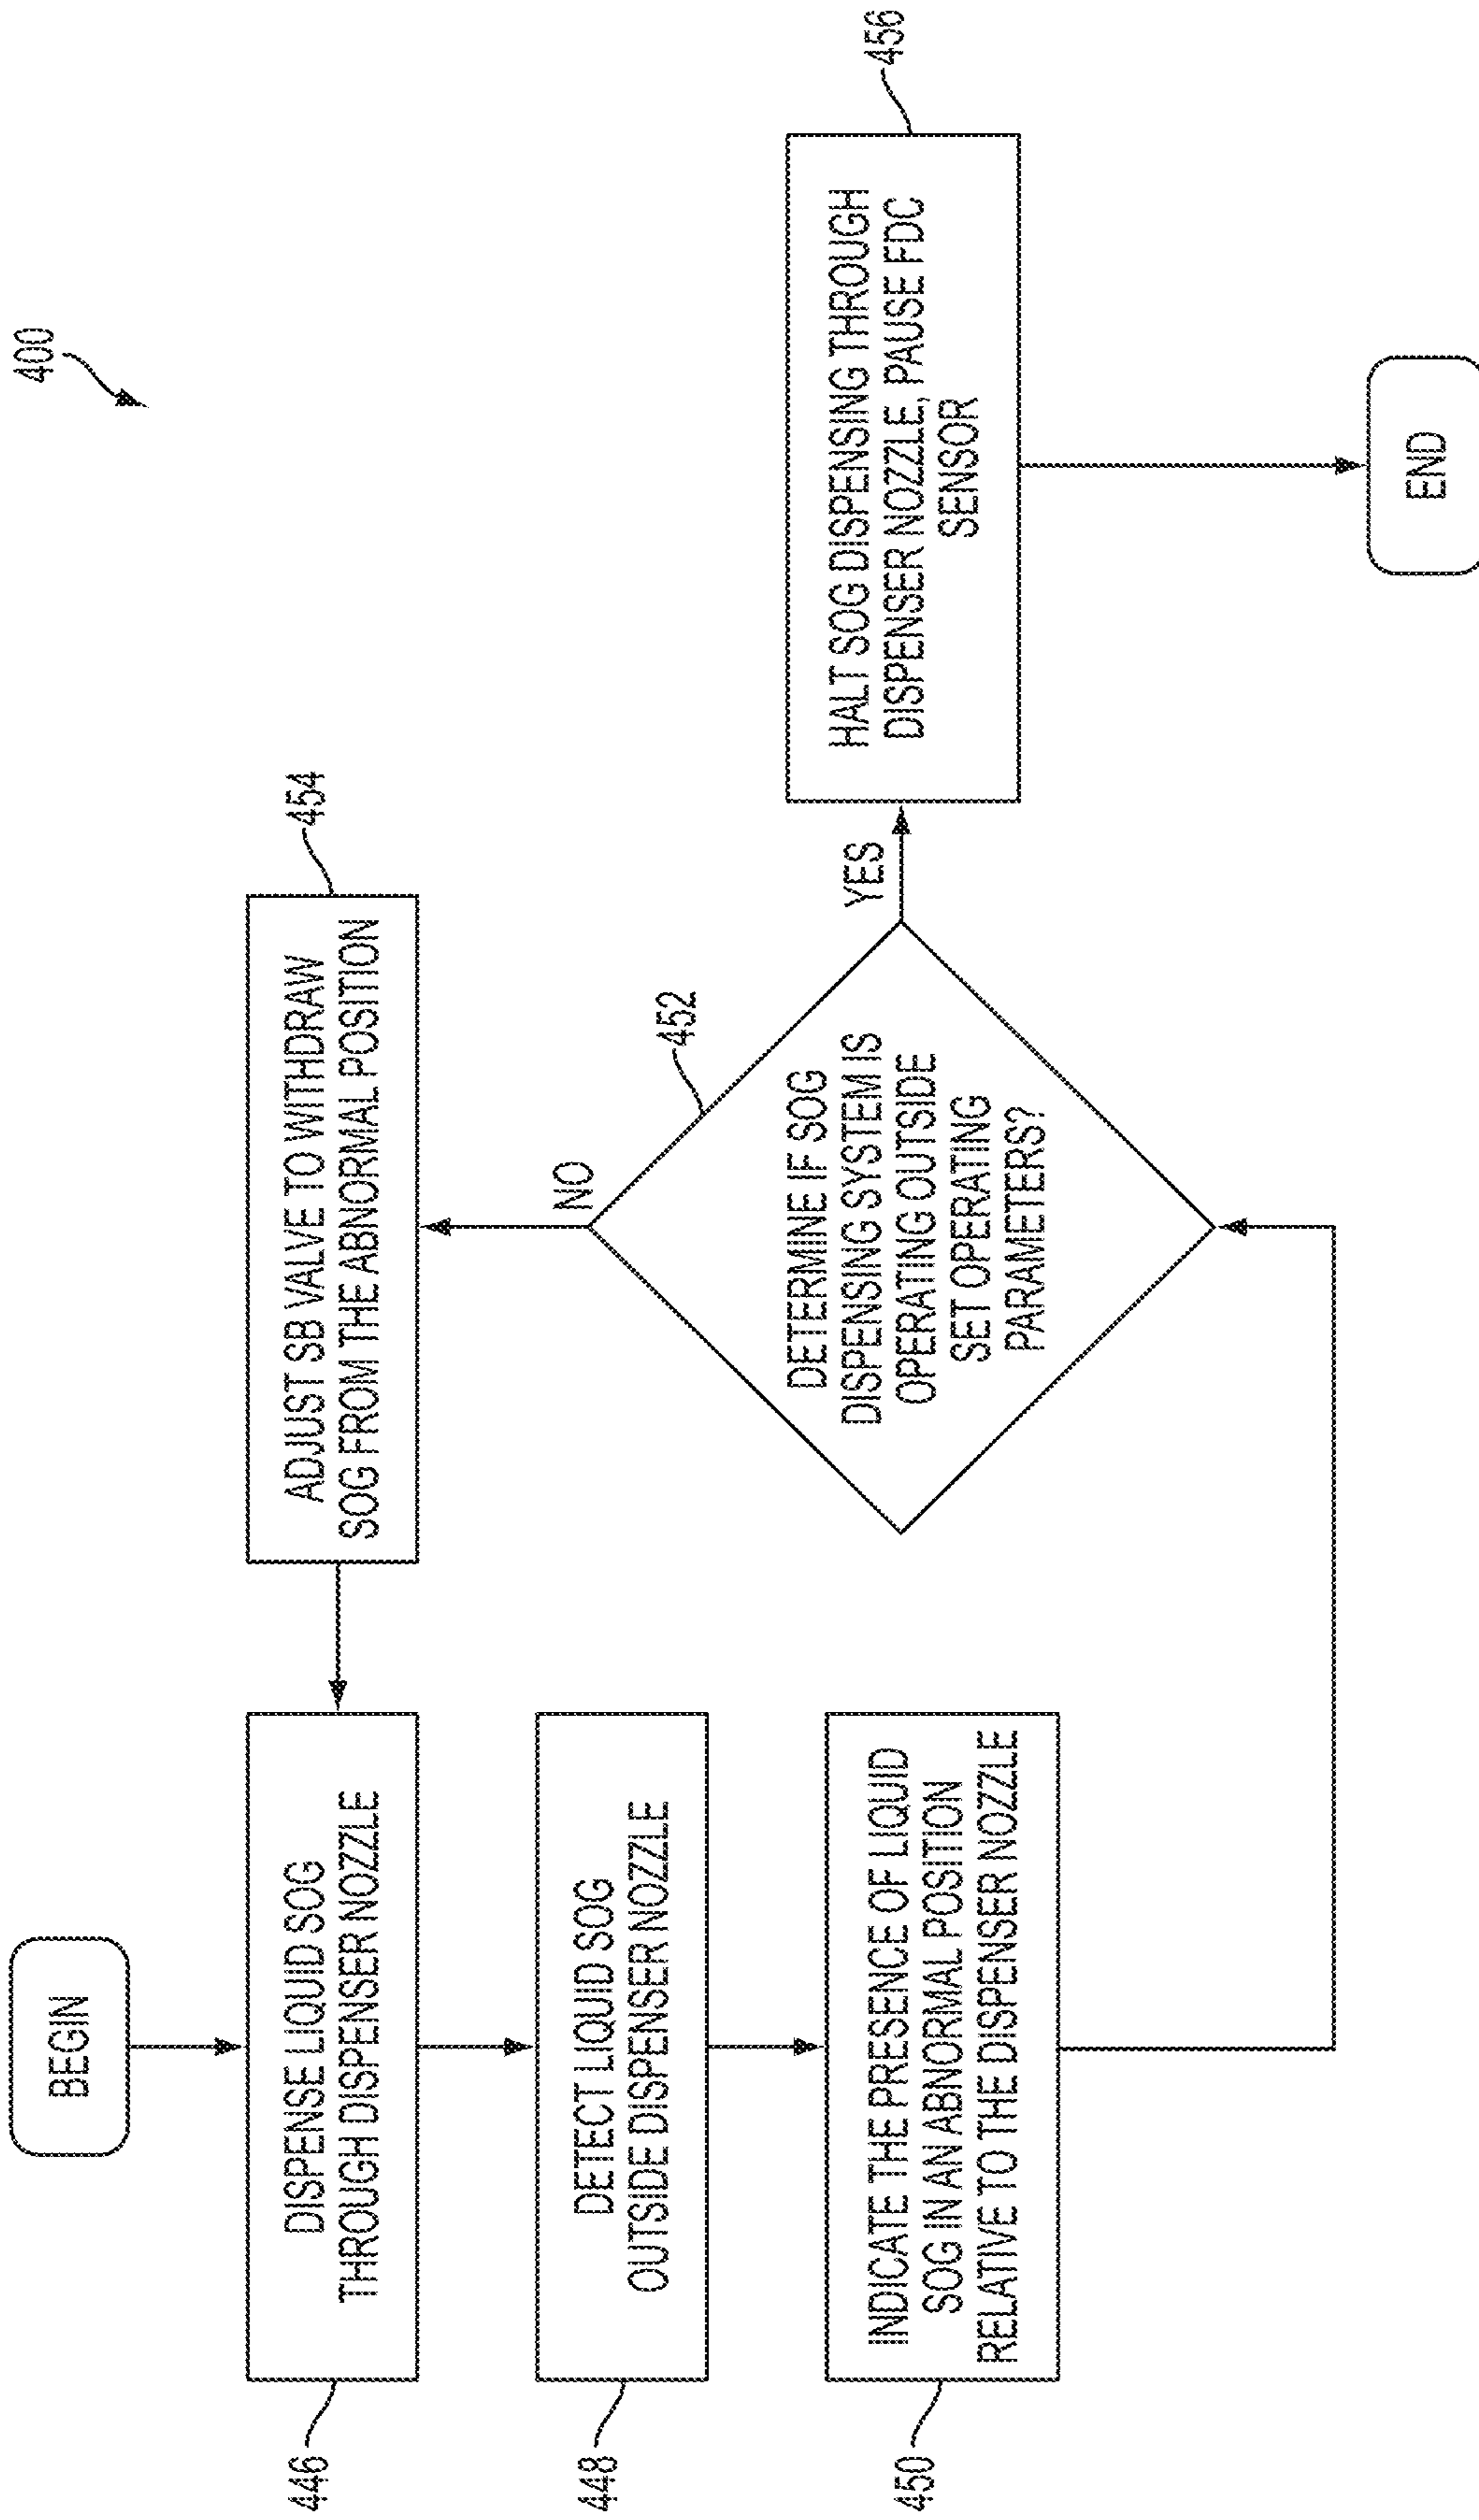 400
BEGIN
446
DISPENSE LIQUID SOG
THROUGH DISPENSER NOZZLE
448
DETECT LIQUID SOG
OUTSIDE DISPENSER NOZZLE
450
INDICATE THE PRESENCE OF LIQUID
SOG IN AN ABNORMAL POSITION
RELATIVE TO THE DISPENSER NOZZLE
452
DETERMINE IF SOG
DISPENSING SYSTEM IS
OPERATING OUTSIDE
SET OPERATING
PARAMETERS?
NO
454
ADJUST SB VALVE TO WITHDRAW
SOG FROM THE ABNORMAL POSITION
YES
456
HALT SOG DISPENSING THROUGH
DISPENSER NOZZLE, PAUSE FDC
SENSOR
END